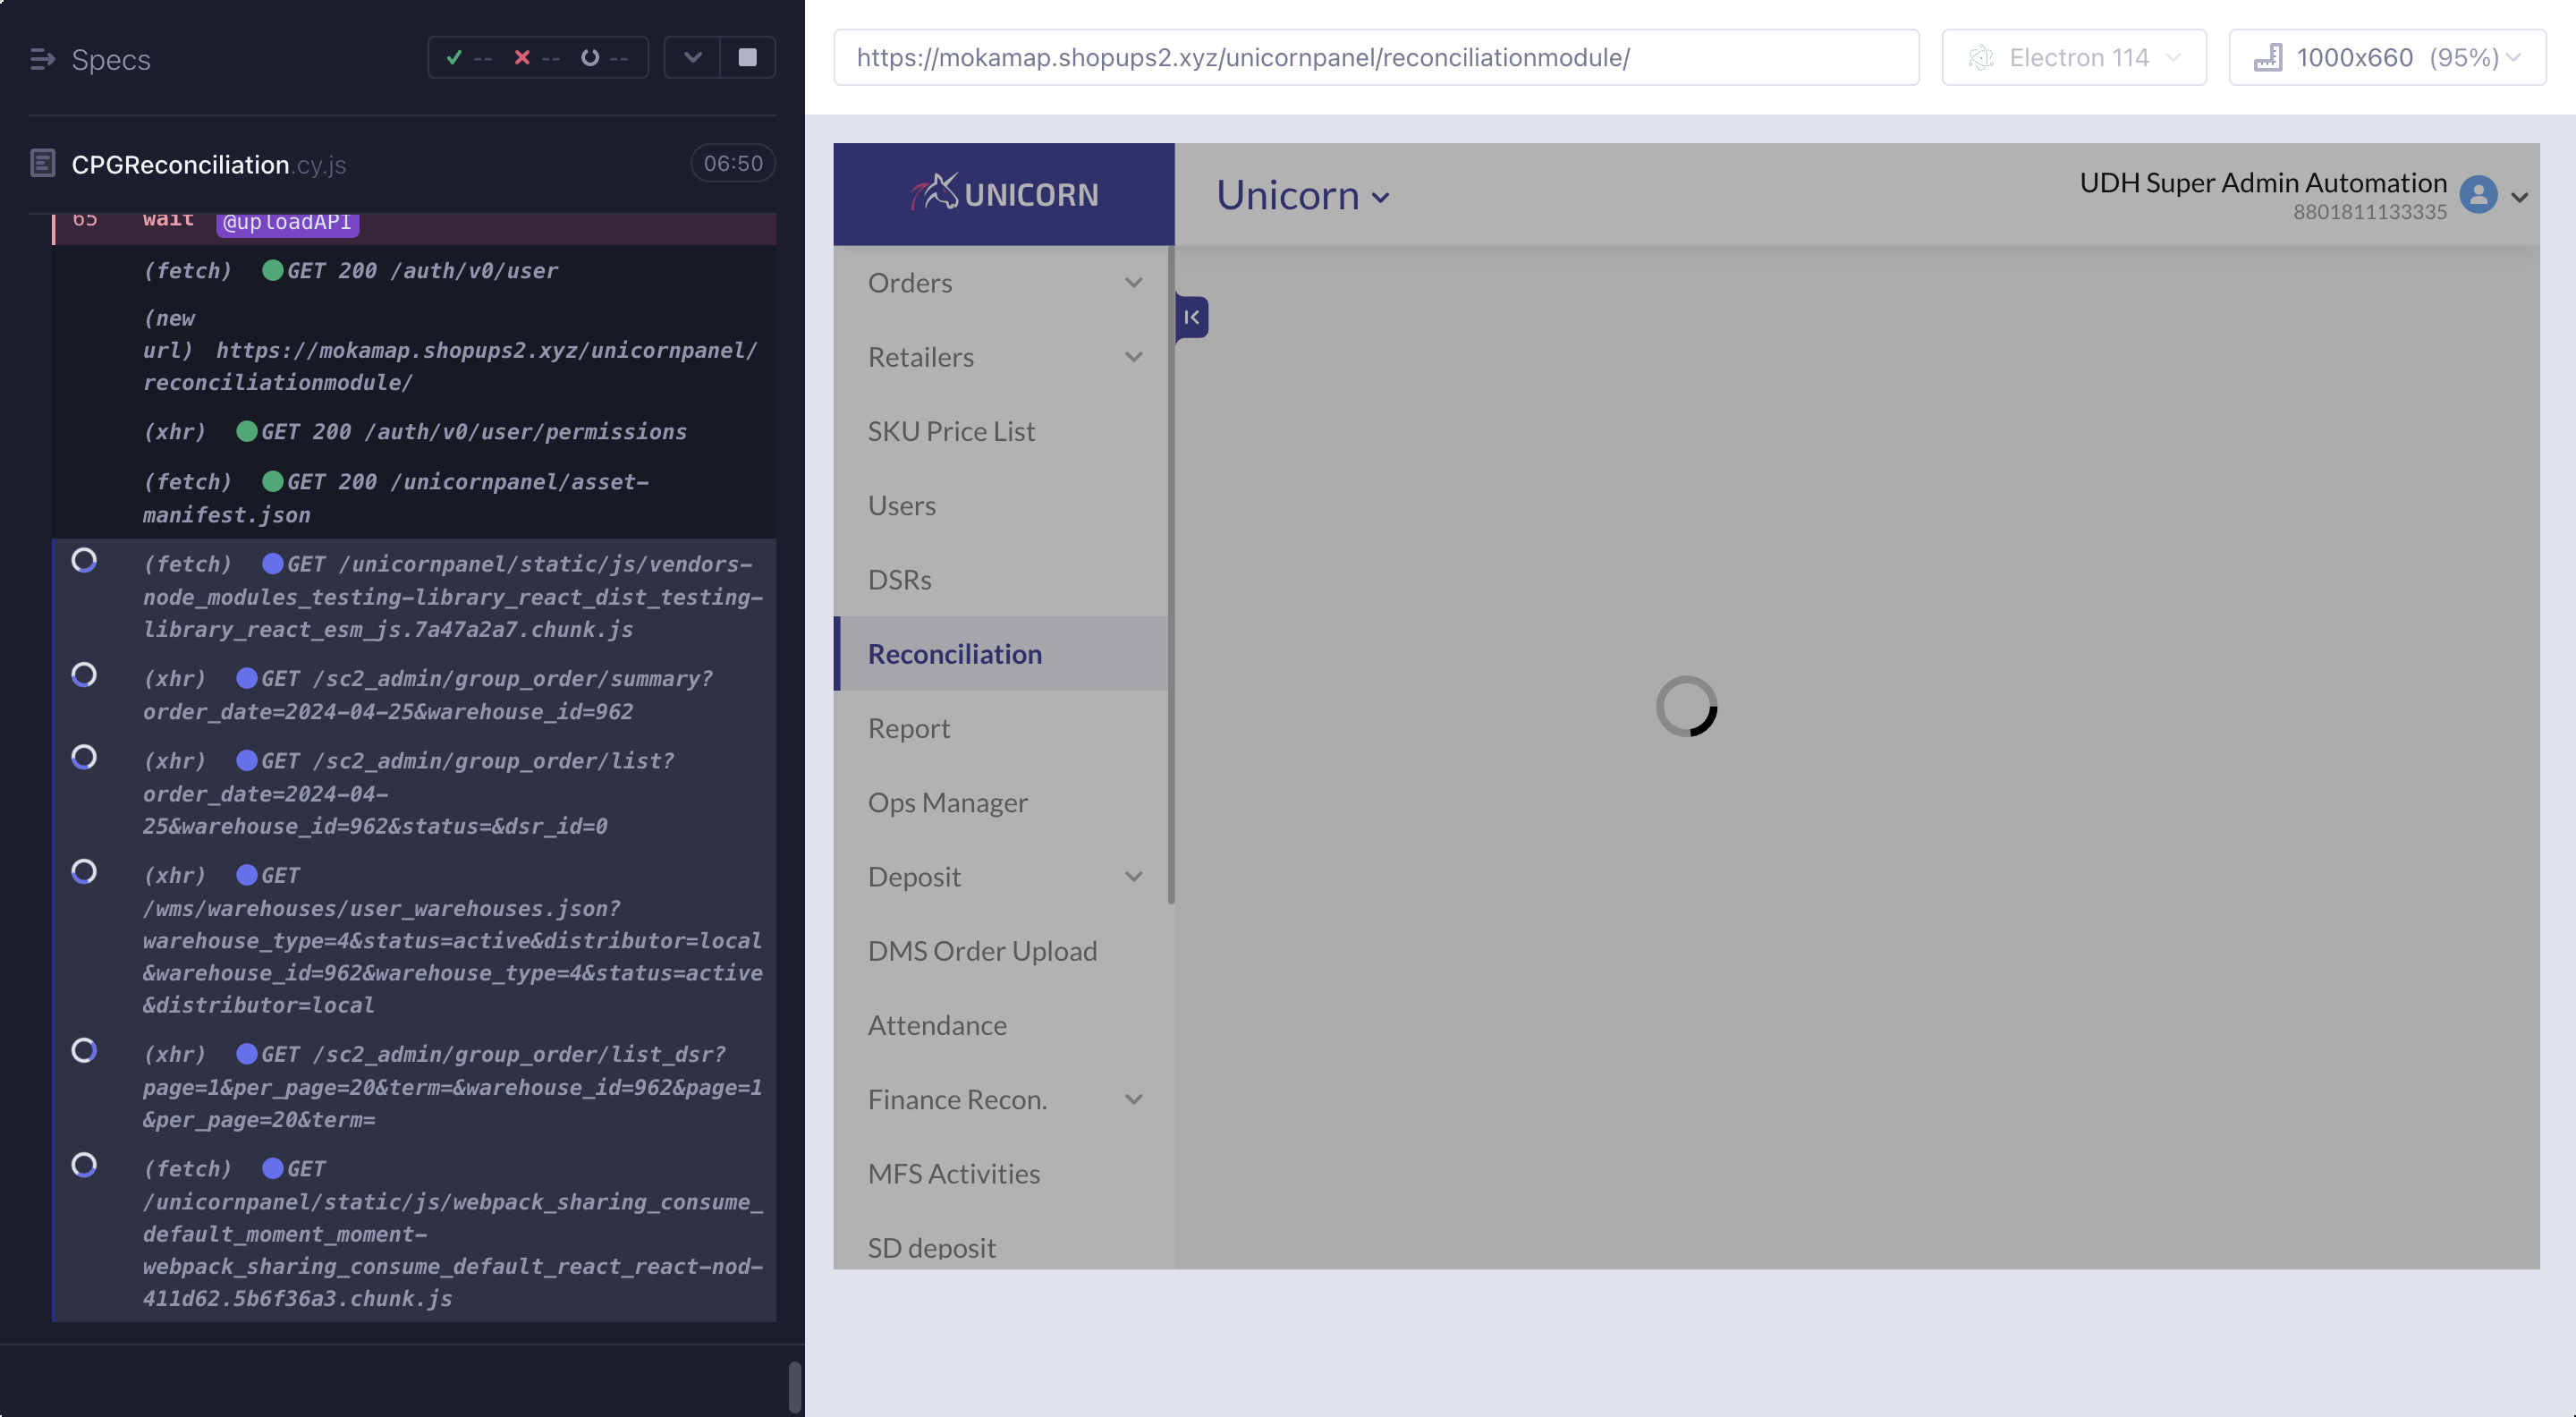 Specs
-- -- --
CPGReconciliation.cy.js
06:50
65 wait @uploadAPI
(fetch) GET 200 /auth/v0/user
(new
url) https://mokamap.shopups2.xyz/unicornpanel/
reconciliationmodule/
(xhr) GET 200 /auth/v0/user/permissions
(fetch) GET 200 /unicornpanel/asset-
manifest.json
(fetch) GET /unicornpanel/static/js/vendors-
node_modules_testing-library_react_dist_testing-
library_react_esm_js.7a47a2a7.chunk.js
(xhr) GET /sc2_admin/group_order/summary?
order_date=2024-04-25&warehouse_id=962
(xhr) GET /sc2_admin/group_order/list?
order_date=2024-04-
25&warehouse_id=962&status=&dsr_id=0
(xhr) GET
/wms/warehouses/user_warehouses.json?
warehouse_type=4&status=active&distributor=local
&warehouse_id=962&warehouse_type=4&status=active
&distributor=local
(xhr) GET /sc2_admin/group_order/list_dsr?
page=1&per_page=20&term=&warehouse_id=962&page=1
&per_page=20&term=
(fetch) GET
/unicornpanel/static/js/webpack_sharing_consume_
default_moment_moment-
webpack_sharing_consume_default_react_react-nod-
411d62.5b6f36a3.chunk.js
https://mokamap.shopups2.xyz/unicornpanel/reconciliationmodule/
Electron 114
1000x660 (95%)
UNICORN
Unicorn
UDH Super Admin Automation
8801811133335
Orders
Retailers
SKU Price List
Users
DSRs
Reconciliation
Report
Ops Manager
Deposit
DMS Order Upload
Attendance
Finance Recon.
MFS Activities
SD deposit